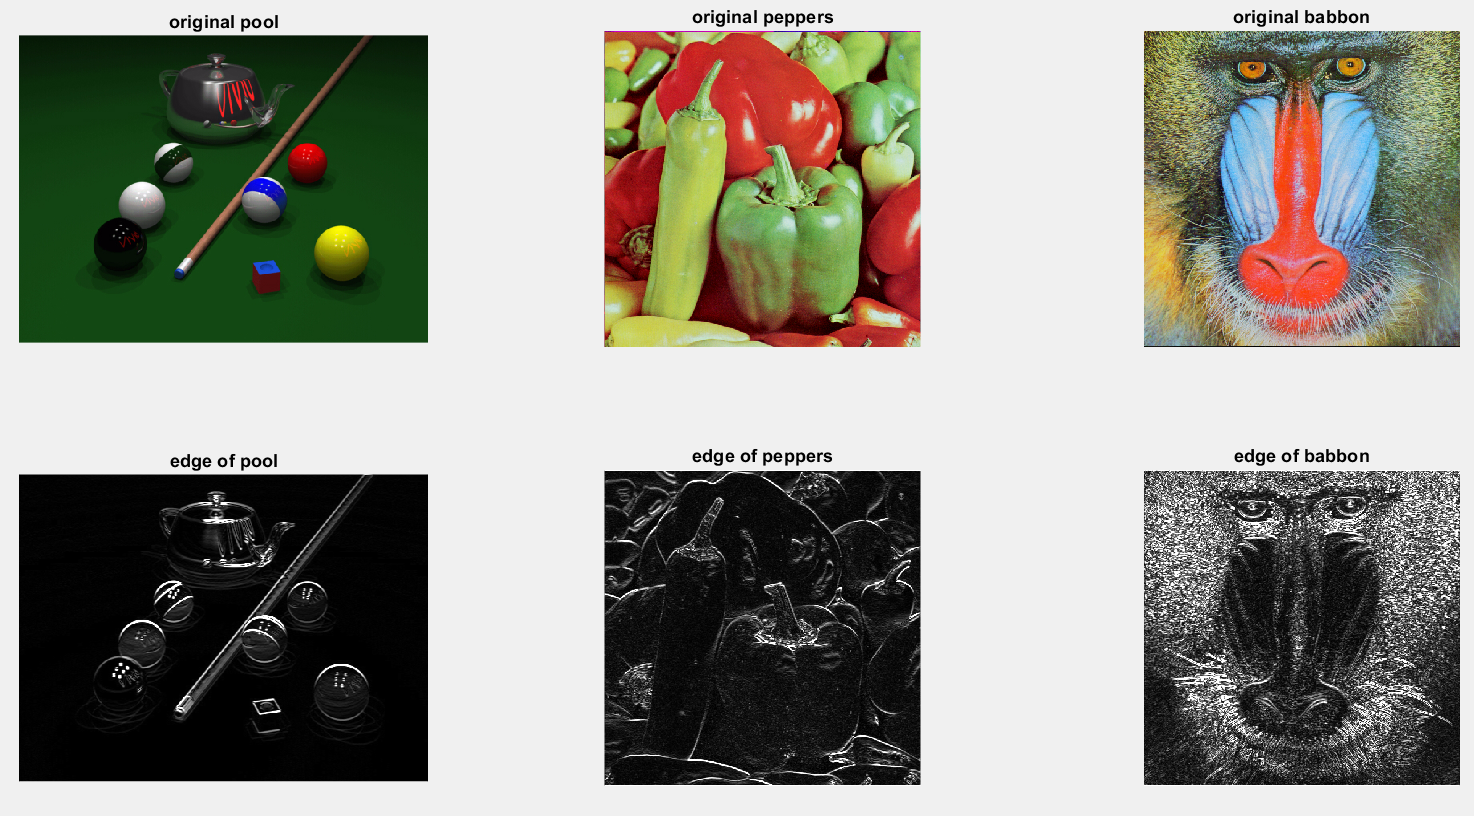 original pool
original peppers
original babbon
edge of pool
edge of peppers
edge of babbon